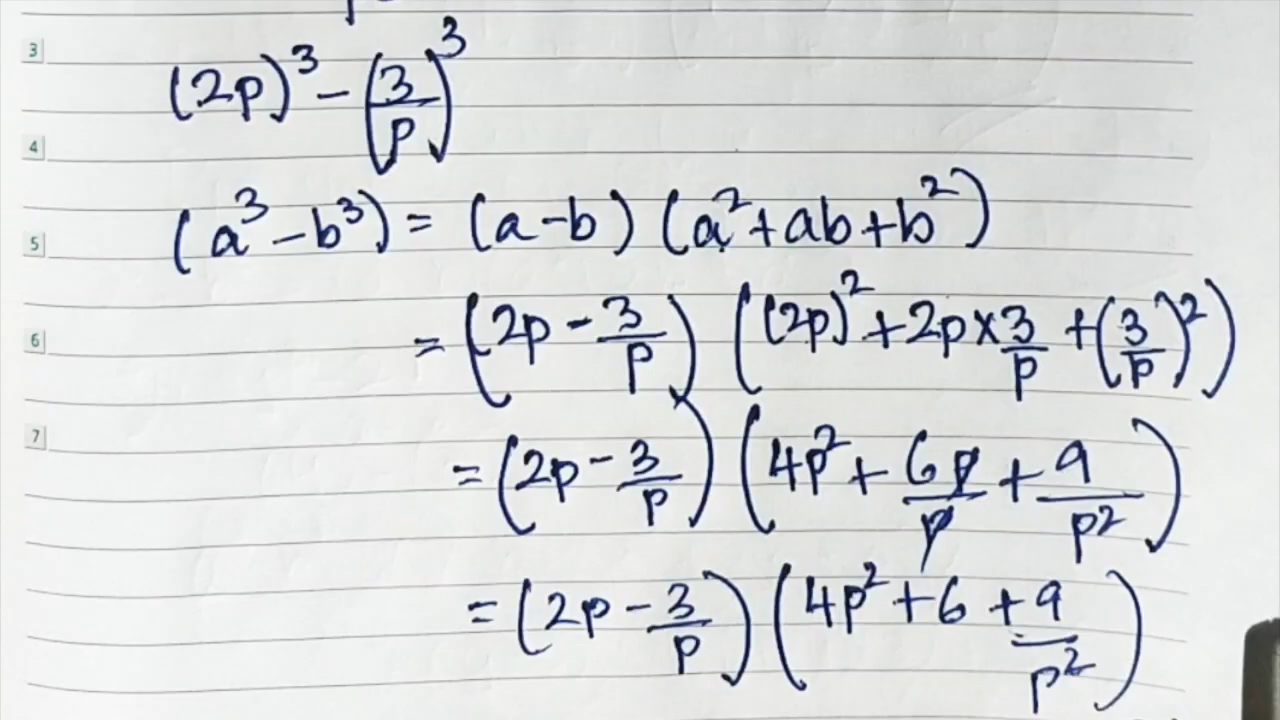 3
(2p)³ - (3/p)³
4
5
(a³ - b³) = (a - b) (a² + ab + b²)
6
= (2p - 3/p) ((2p)² + 2p × 3/p + (3/p)²)
7
= (2p - 3/p) (4p² + 6p/p + 9/p²)
= (2p - 3/p) (4p² + 6 + 9/p²)